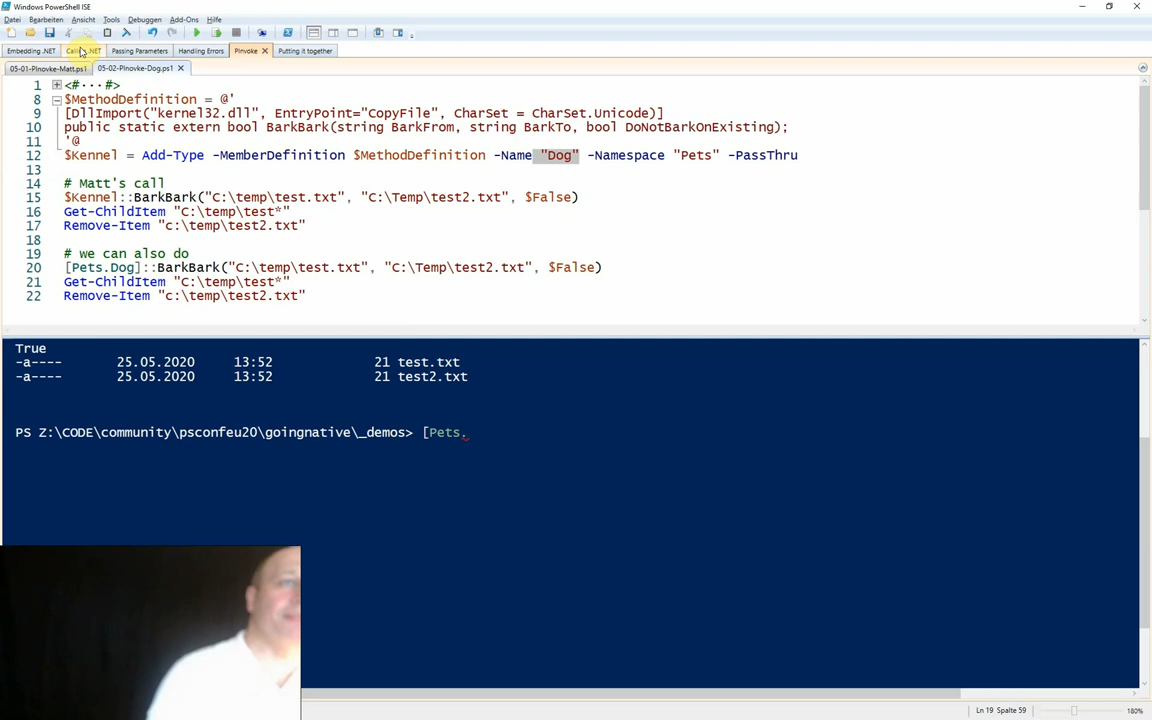 Windows PowerShell ISE
Datei Bearbeiten Ansicht Tools Debuggen Add-Ons Hilfe
Embedding .NET .NET Passing Parameters Handling Errors PInvoke Putting it together
05-01-PInovke-Matt.ps1 05-02-PInovke-Dog.ps1
1 <#···#>
8 $MethodDefinition = @'
9 [DllImport("kernel32.dll", EntryPoint="CopyFile", CharSet = CharSet.Unicode)]
10 public static extern bool BarkBark(string BarkFrom, string BarkTo, bool DoNotBarkOnExisting);
11 '@
12 $Kennel = Add-Type -MemberDefinition $MethodDefinition -Name "Dog" -Namespace "Pets" -PassThru
13
14 # Matt's call
15 $Kennel::BarkBark("C:\temp\test.txt", "C:\Temp\test2.txt", $False)
16 Get-ChildItem "C:\temp\test*"
17 Remove-Item "c:\temp\test2.txt"
18
19 # we can also do
20 [Pets.Dog]::BarkBark("C:\temp\test.txt", "C:\Temp\test2.txt", $False)
21 Get-ChildItem "C:\temp\test*"
22 Remove-Item "c:\temp\test2.txt"
True
-a---- 25.05.2020 13:52 21 test.txt
-a---- 25.05.2020 13:52 21 test2.txt
PS Z:\CODE\community\psconfeu20\goingnative\_demos> [Pets.
Ln 19 Spalte 59 180%